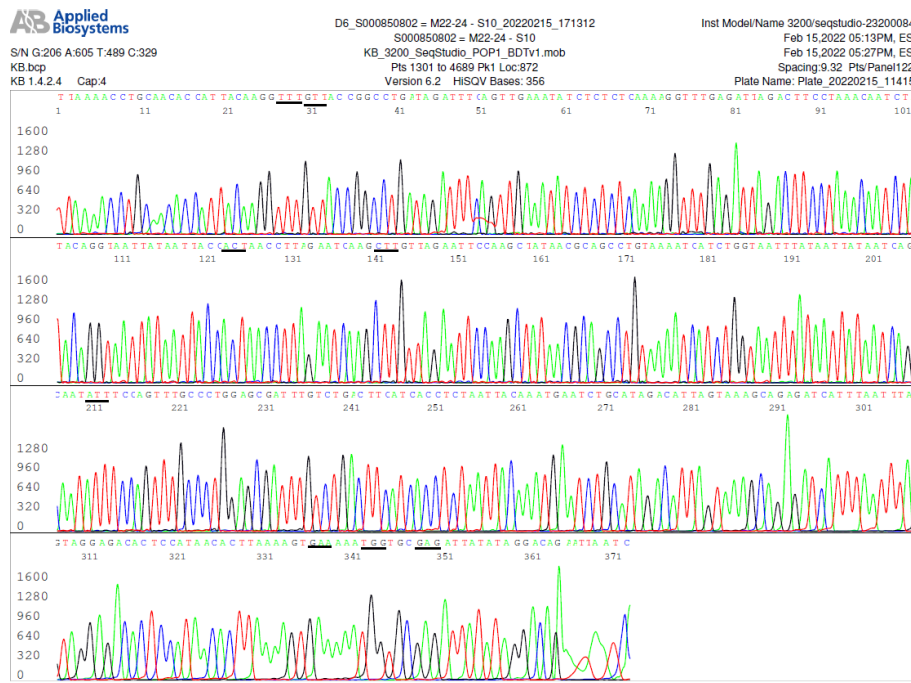 AB Applied Biosystems
D6_S000850802 = M22-24 - S10_20220215_171312
Inst Model/Name 3200/seqstudio-23200084
S000850802 = M22-24 - S10
Feb 15,2022 05:13PM, ES
S/N G:206 A:605 T:489 C:329
KB_3200_SeqStudio_POP1_BDTv1.mob
Feb 15,2022 05:27PM, ES
KB.bcp
Pts 1301 to 4689 Pk1 Loc:872
Spacing:9.32 Pts/Panel122
KB 1.4.2.4 Cap:4
Version 6.2 HiSQV Bases: 356
Plate Name: Plate_20220215_11415
TTAAAACCTGCAACACCATTACAAGGTTTGTTACCGGCCTGATAGATTTCAGTTGAAATATCTCTCTCAAAAGGTTTGAGATTAGACTTCCTAAACAATCT
1 11 21 31 41 51 61 71 81 91 101
1600
1280
960
640
320
0
TACAGGTAATTATAATTACCACTAACCTTAGAATCAAGCTTGTTAGAATTCCAAGCTATAACGCAGCCTGTAAAATCATCTGGTAATTTATAATTATAATCAG
111 121 131 141 151 161 171 181 191 201
1600
1280
960
640
320
0
CAATATTTCCAGTTTGCCCTGGAGCGATTTGTCTGACTTCATCACCTCTAATTACAAATGAATCTGCATAGACATTAGTAAAGCAGAGATCATTTAATTTA
211 221 231 241 251 261 271 281 291 301
1280
960
640
320
0
GTAGGAGACACTCCATAACACTTAAAAGTGAAAAATGGTGCGAGATTATATAGGACAGAATTAATC
311 321 331 341 351 361 371
1600
1280
960
640
320
0